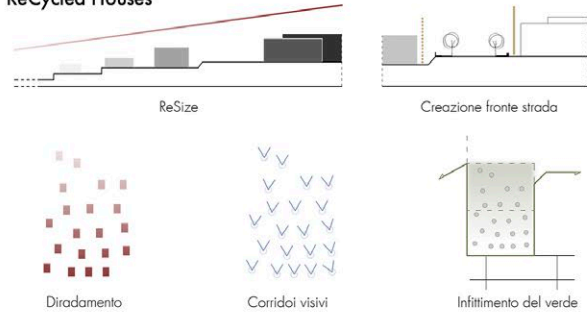 ReCycled Houses
ReSize
Creazione fronte strada
Diradamento
Corridoi visivi
Infittimento del verde